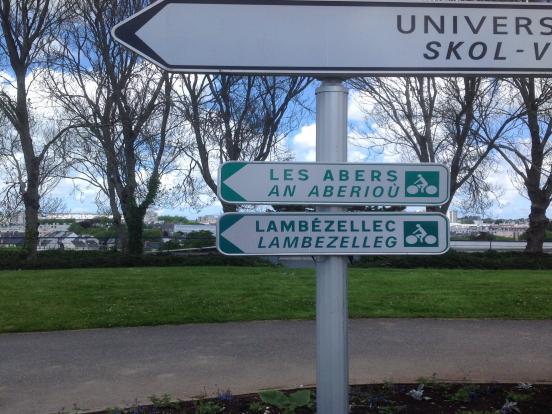 UNIVERS
SKOL-V
LES ABERS
AN ABERIOÙ
LAMBÉZELLEC
LAMBEZELLEG